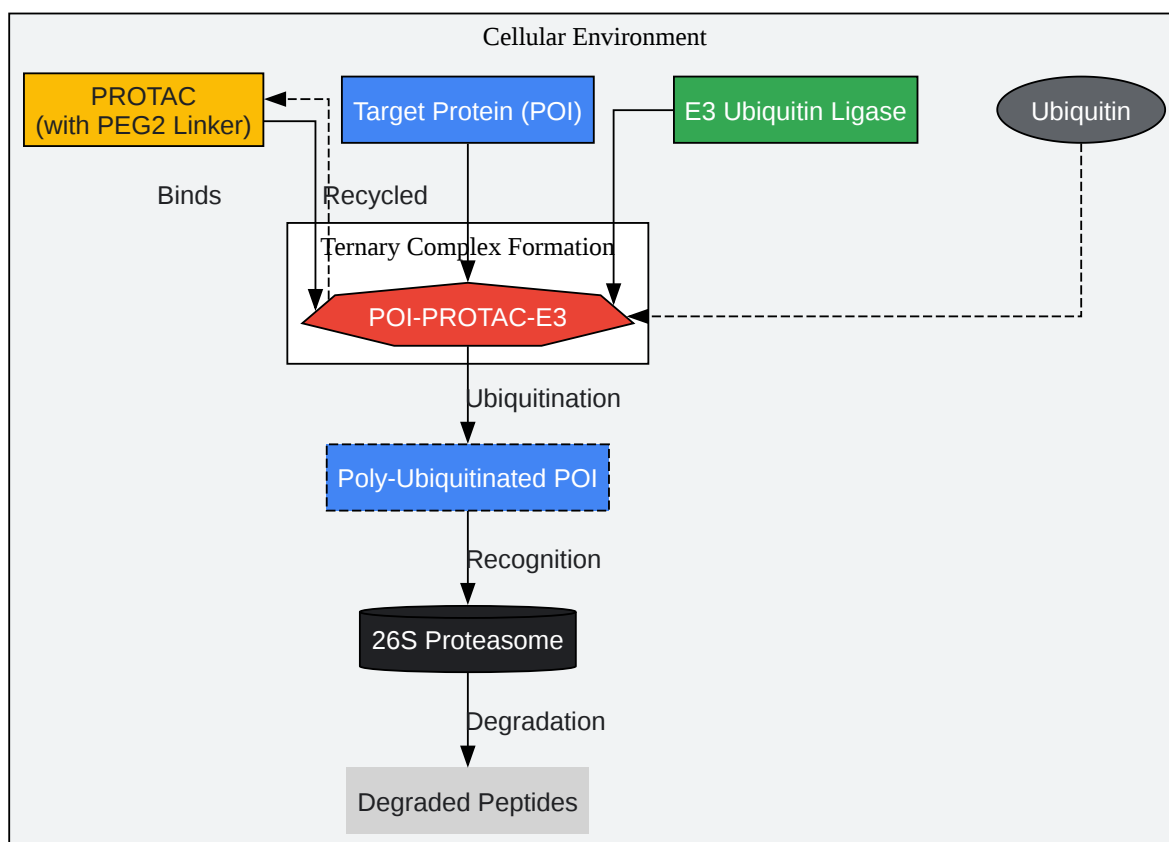 Cellular Environment
PROTAC
(with PEG2 Linker)
Target Protein (POI)
E3 Ubiquitin Ligase
Ubiquitin
Binds
Recycled
Ternary Complex Formation
POI-PROTAC-E3
Ubiquitination
Poly-Ubiquitinated POI
Recognition
26S Proteasome
Degradation
Degraded Peptides